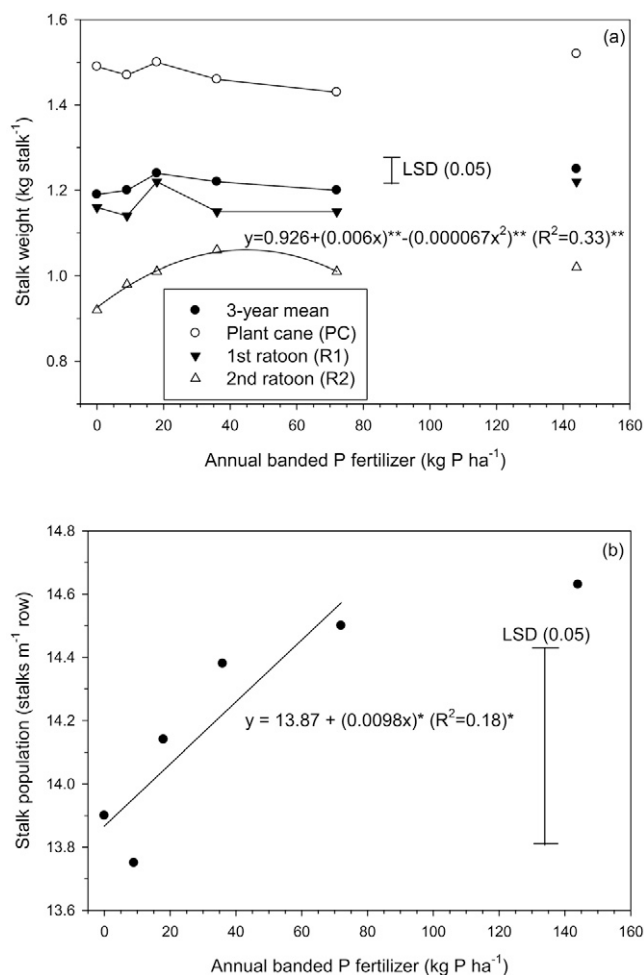 (a)
1.6
1.4
1.2
1.0
0.8
Stalk weight (kg stalk⁻¹)
LSD (0.05)
y=0.926+(0.006x)**-(0.000067x²)** (R²=0.33)**
3-year mean
Plant cane (PC)
1st ratoon (R1)
2nd ratoon (R2)
0 20 40 60 80 100 120 140 160
Annual banded P fertilizer (kg P ha⁻¹)
(b)
14.8
14.6
14.4
14.2
14.0
13.8
13.6
Stalk population (stalks m⁻¹ row)
LSD (0.05)
y = 13.87 + (0.0098x)* (R²=0.18)*
0 20 40 60 80 100 120 140 160
Annual banded P fertilizer (kg P ha⁻¹)